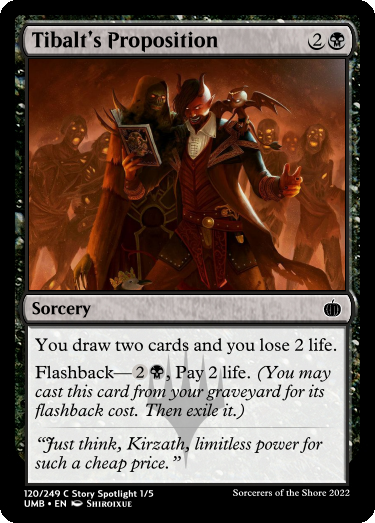 Tibalt's Proposition 2
Sorcery
You draw two cards and you lose 2 life.
Flashback— 2 , Pay 2 life. (You may
cast this card from your graveyard for its
flashback cost. Then exile it.)
“Just think, Kirzath, limitless power for
such a cheap price.”
120/249 C Story Spotlight 1/5
UMB • EN Shiroixue
Sorcerers of the Shore 2022